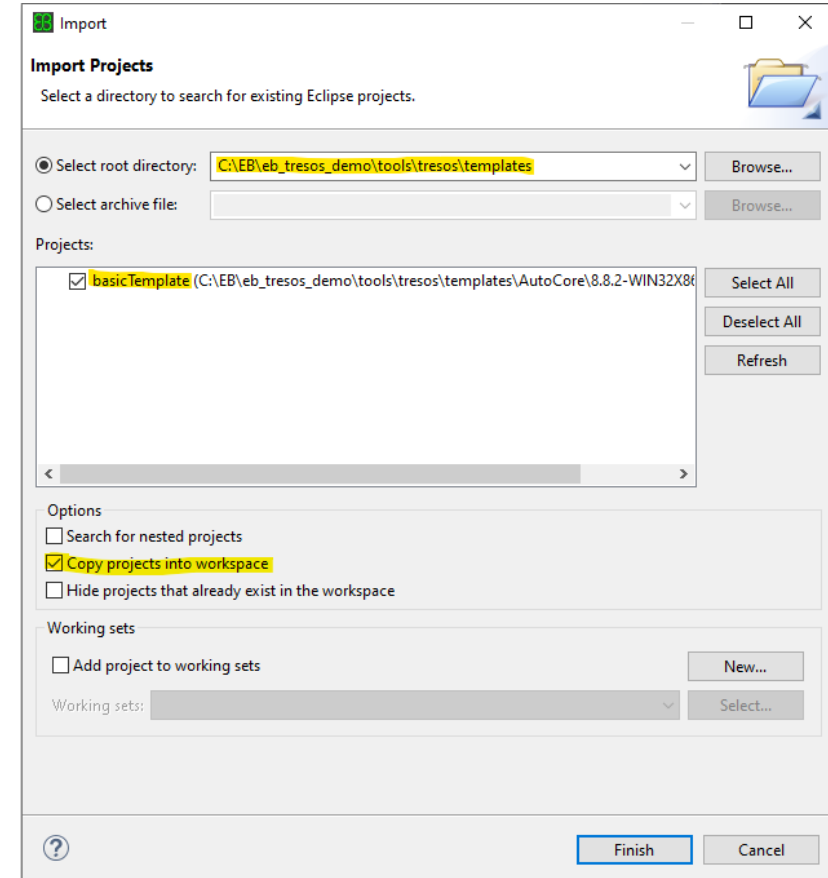 Import
Import Projects
Select a directory to search for existing Eclipse projects.
Select root directory: C:\EB\eb_tresos_demo\tools\tresos\templates Browse...
Select archive file: Browse...
Projects:
basicTemplate (C:\EB\eb_tresos_demo\tools\tresos\templates\AutoCore\8.8.2-WIN32X86 Select All
Deselect All
Refresh
Options
Search for nested projects
Copy projects into workspace
Hide projects that already exist in the workspace
Working sets
Add project to working sets New...
Working sets: Select...
? Finish Cancel